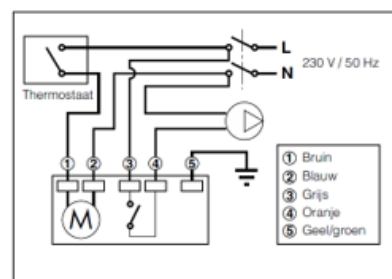 L
N
230 V / 50 Hz
Thermostaat
1 2 3 4 5
M
1 Bruin
2 Blauw
3 Grijs
4 Oranje
5 Geel/groen